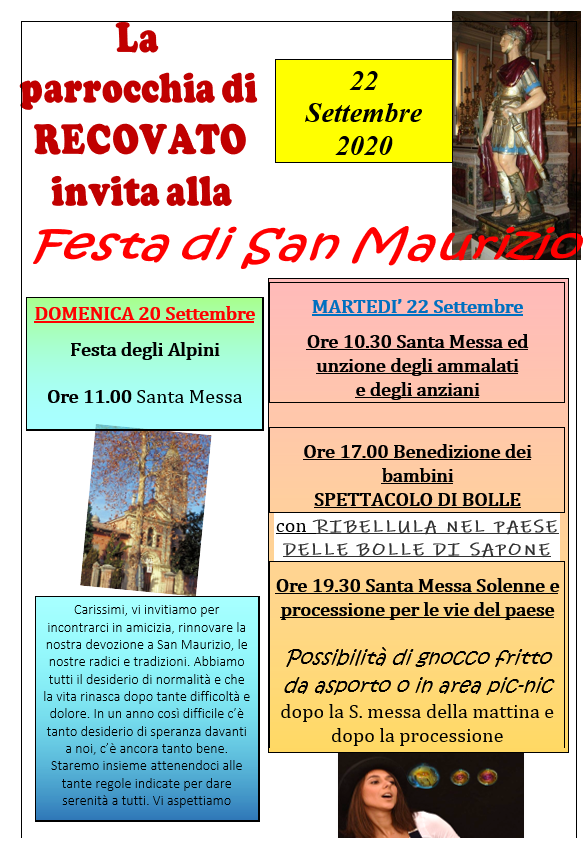 La
parrocchia di
RECOVATO
invita alla
22
Settembre
2020
Festa di San Maurizio
DOMENICA 20 Settembre
Festa degli Alpini
Ore 11.00 Santa Messa
Carissimi, vi invitiamo per
incontrarci in amicizia, rinnovare la
nostra devozione a San Maurizio, le
nostre radici e tradizioni. Abbiamo
tutti il desiderio di normalità e che
la vita rinasca dopo tante difficoltà e
dolore. In un anno così difficile c’è
tanto desiderio di speranza davanti
a noi, c’è ancora tanto bene.
Staremo insieme attenendoci alle
tante regole indicate per dare
serenità a tutti. Vi aspettiamo
MARTEDI’ 22 Settembre
Ore 10.30 Santa Messa ed
unzione degli ammalati
e degli anziani
Ore 17.00 Benedizione dei
bambini
SPETTACOLO DI BOLLE
con RIBELLULA NEL PAESE
DELLE BOLLE DI SAPONE
Ore 19.30 Santa Messa Solenne e
processione per le vie del paese
Possibilità di gnocco fritto
da asporto o in area pic-nic
dopo la S. messa della mattina e
dopo la processione